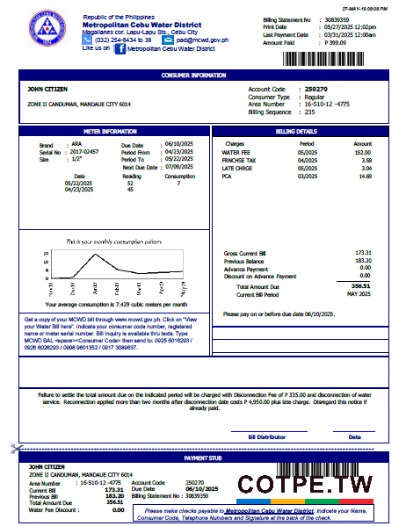 27-MAY-19 08:08 PM
Republic of the Philippines
Metropolitan Cebu Water District
Magallanes cor. Lapu-Lapu Sts., Cebu City
(032) 254-8434 to 38 pad@mcwd.gov.ph
Like us on f Metropolitan Cebu Water District
Billing Statement No : 30839359
Print Date : 05/27/2025 12:02pm
Last Payment Date : 03/31/2025 12:00am
Amount Paid : P 399.09
CONSUMER INFORMATION
JOHN CITIZEN
ZONE II CANDUMAN, MANDAUE CITY 6014
Account Code : 250270
Consumer Type : Regular
Area Number : 16-510-12 -4775
Billing Sequence : 235
METER INFORMATION
Brand : ARA Due Date : 06/10/2025
Serial No : 2017-02457 Period From : 04/23/2025
Size : 1/2" Period To : 05/22/2025
Next Due Date : 07/09/2025
Date Reading Consumption
05/22/2025 52 7
04/23/2025 45
This is your monthly consumption pattern.
Your average consumption is 7.429 cubic meters per month
Get a copy of your MCWD bill through www.mcwd.gov.ph. Click on "View
your Water Bill here". Indicate your consumer code number, registered
name or meter serial number. Bill Inquiry is available thru texts. Type
MCWD BAL <space><Consumer Code> then send to: 0925 6016293 /
BILLING DETAILS
Charges Period Amount
WATER FEE 05/2025 152.00
FRNCHSE TAX 04/2025 3.58
LATE CHRGE 05/2025 3.04
PCA 03/2025 14.69
Gross Current Bill 173.31
Previous Balance 183.20
Advance Payment 0.00
Discount on Advance Payment 0.00
Total Amount Due 356.51
Current Bill Period MAY 2025
Please pay on or before due date 06/10/2025.
Failure to settle the total amount due on the indicated period will be charged with Disconnection Fee of P 335.00 and disconnection of water
service. Reconnection applied more than two months after disconnection date costs P 4,950.00 plus late charge. Disregard this notice if
already paid.
Bill Distributor Date
PAYMENT STUB
JOHN CITIZEN
ZONE II CANDUMAN, MANDAUE CITY 6014
Area Number : 16-510-12 -4775 Account Code 250270
Current Bill 173.31 Due Date 06/10/2025
Previous Bill 183.20 Billing Statement No : 30839359
Total Amount Due : 356.51
Water Fee Discount : 0.00
COTPE.TW
Please make checks payable to Metropolitan Cebu Water District. Indicate your Name,
Consumer Code, Telephone Numbers and Signature at the back of the check.